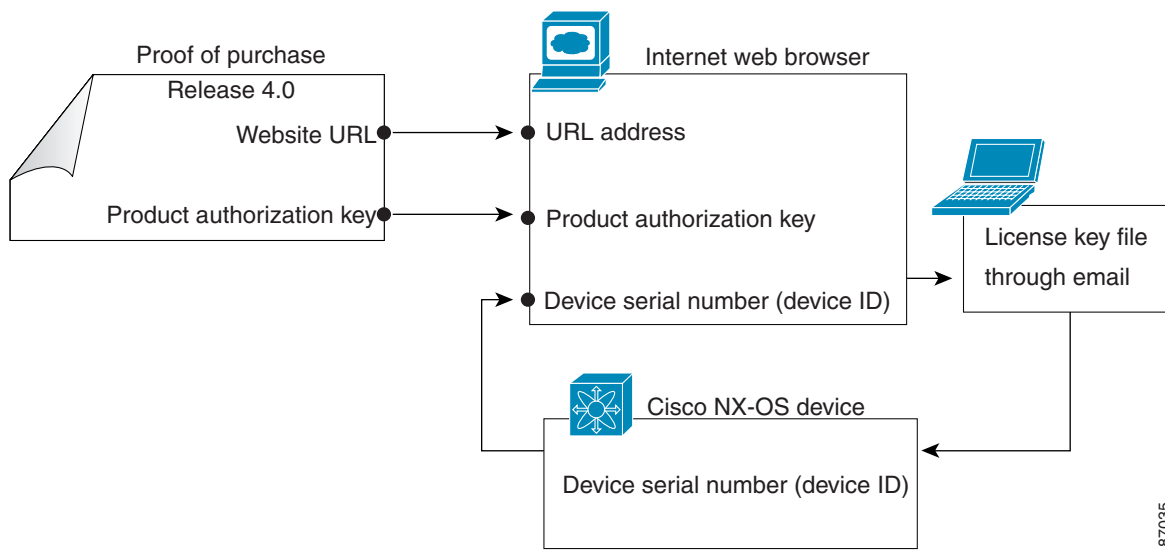 Proof of purchase
Release 4.0
Website URL
Product authorization key
Internet web browser
URL address
Product authorization key
Device serial number (device ID)
License key file
through email
Cisco NX-OS device
Device serial number (device ID)
87035